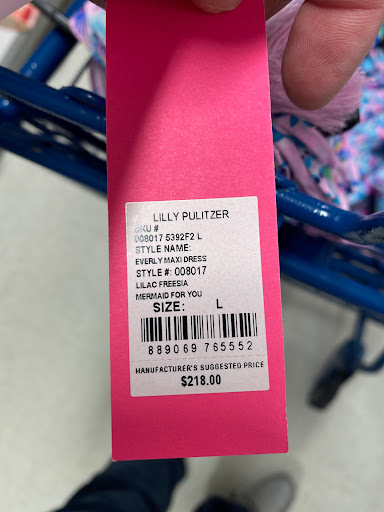 LILLY PULITZER
SKU #
008017 5392F2 L
STYLE NAME:
EVERLY MAXI DRESS
STYLE #: 008017
LILAC FREESIA
MERMAID FOR YOU
SIZE: L
889069 765552
MANUFACTURER'S SUGGESTED PRICE
$218.00